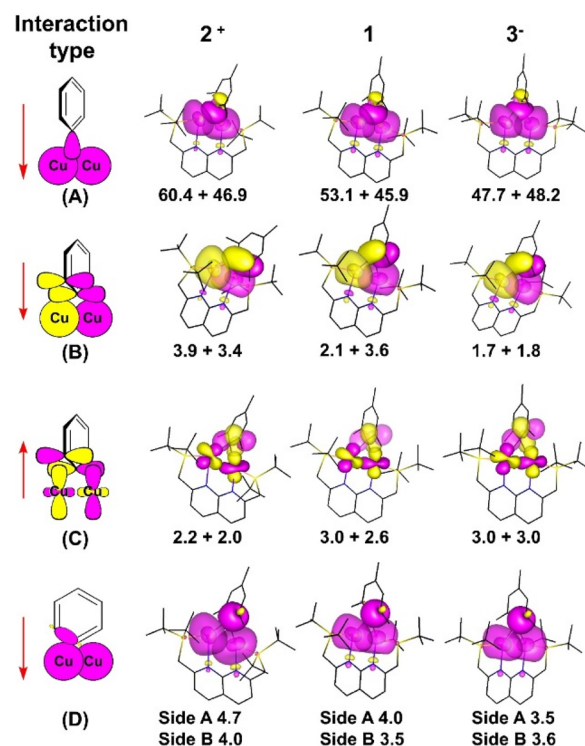 Interaction type 2⁺ 1 3⁻
Cu Cu
(A) 60.4 + 46.9 53.1 + 45.9 47.7 + 48.2
Cu Cu
(B) 3.9 + 3.4 2.1 + 3.6 1.7 + 1.8
Cu Cu
(C) 2.2 + 2.0 3.0 + 2.6 3.0 + 3.0
Cu Cu
(D) Side A 4.7 Side A 4.0 Side A 3.5
Side B 4.0 Side B 3.5 Side B 3.6